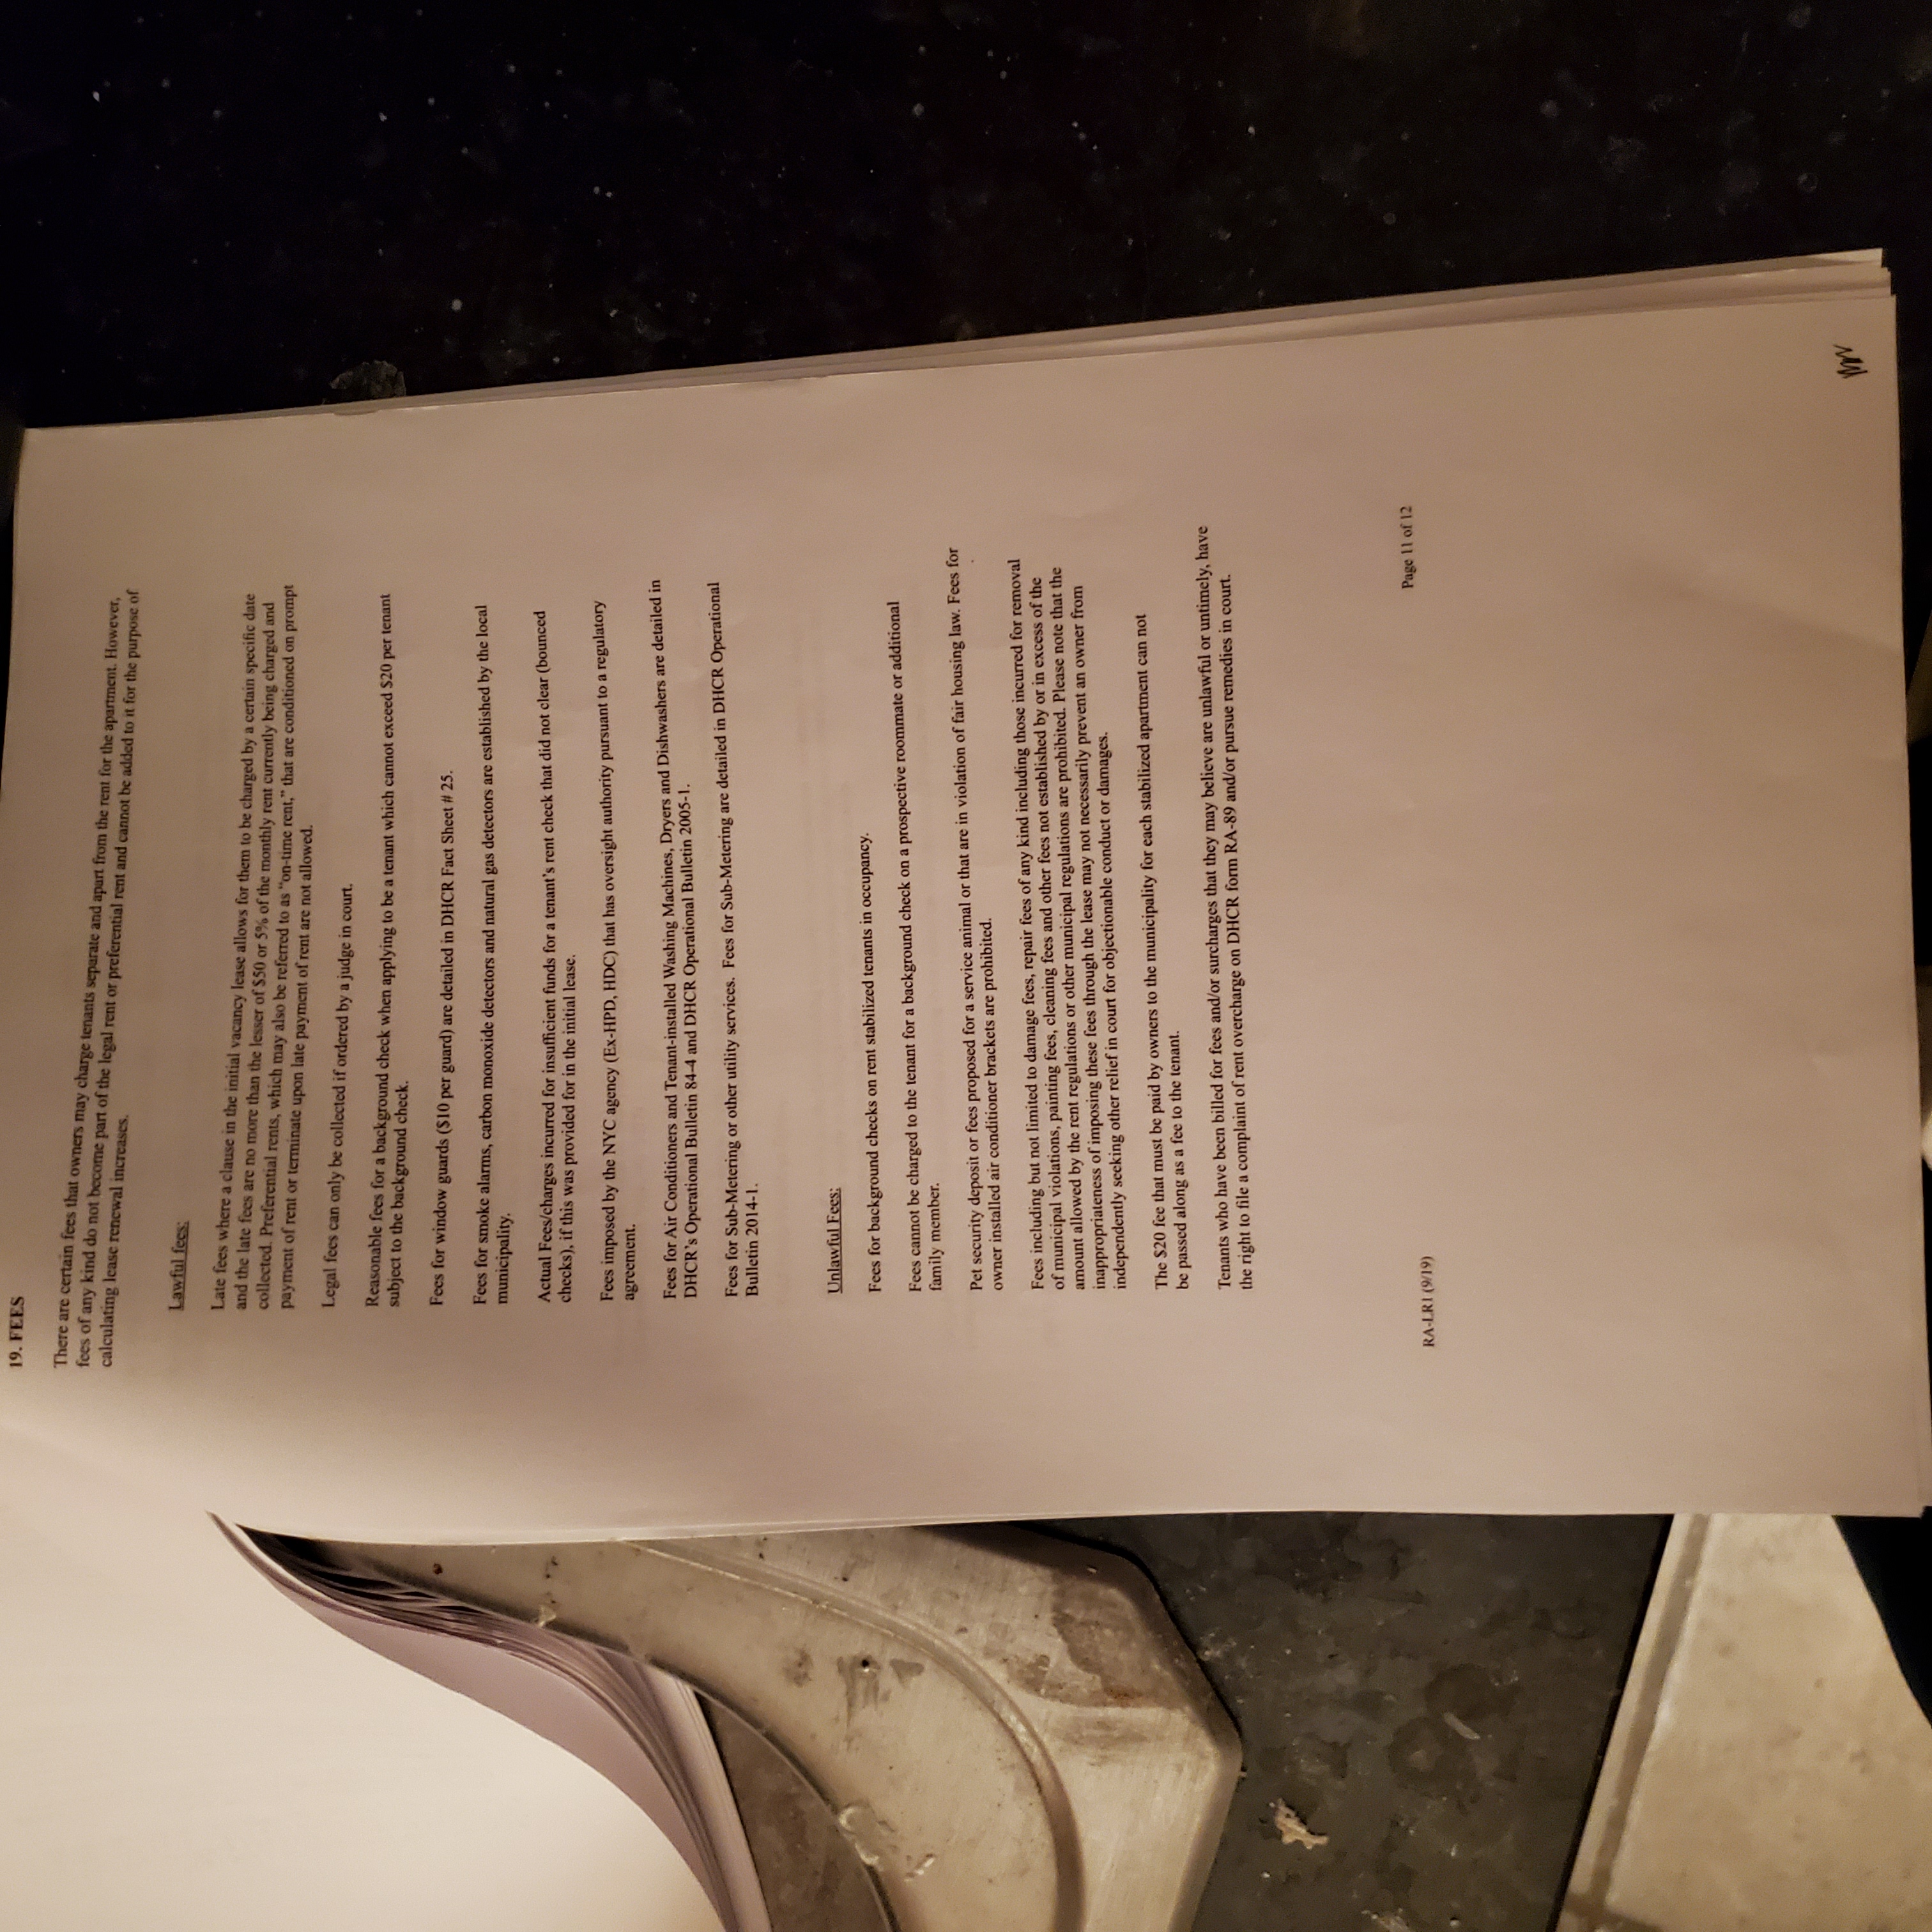 19. FEES
There are certain fees that owners may charge tenants separate and apart from the rent for the apartment. However,
fees of any kind do not become part of the legal rent or preferential rent and cannot be added to it for the purpose of
calculating lease renewal increases.
Lawful fees:
Late fees where a clause in the initial vacancy lease allows for them to be charged by a certain specific date
and the late fees are no more than the lesser of $50 or 5% of the monthly rent currently being charged and
collected. Preferential rents, which may also be referred to as “on-time rent,” that are conditioned on prompt
payment of rent or terminate upon late payment of rent are not allowed.
Legal fees can only be collected if ordered by a judge in court.
Reasonable fees for a background check when applying to be a tenant which cannot exceed $20 per tenant
subject to the background check.
Fees for window guards ($10 per guard) are detailed in DHCR Fact Sheet # 25.
Fees for smoke alarms, carbon monoxide detectors and natural gas detectors are established by the local
municipality.
Actual Fees/charges incurred for insufficient funds for a tenant’s rent check that did not clear (bounced
checks), if this was provided for in the initial lease.
Fees imposed by the NYC agency (Ex-HPD, HDC) that has oversight authority pursuant to a regulatory
agreement.
Fees for Air Conditioners and Tenant-installed Washing Machines, Dryers and Dishwashers are detailed in
DHCR’s Operational Bulletin 84-4 and DHCR Operational Bulletin 2005-1.
Fees for Sub-Metering or other utility services. Fees for Sub-Metering are detailed in DHCR Operational
Bulletin 2014-1.
Unlawful Fees:
Fees for background checks on rent stabilized tenants in occupancy.
Fees cannot be charged to the tenant for a background check on a prospective roommate or additional
family member.
Pet security deposit or fees proposed for a service animal or that are in violation of fair housing law. Fees for
owner installed air conditioner brackets are prohibited.
Fees including but not limited to damage fees, repair fees of any kind including those incurred for removal
of municipal violations, painting fees, cleaning fees and other fees not established by or in excess of the
amount allowed by the rent regulations or other municipal regulations are prohibited. Please note that the
inappropriateness of imposing these fees through the lease may not necessarily prevent an owner from
independently seeking other relief in court for objectionable conduct or damages.
The $20 fee that must be paid by owners to the municipality for each stabilized apartment can not
be passed along as a fee to the tenant.
Tenants who have been billed for fees and/or surcharges that they may believe are unlawful or untimely, have
the right to file a complaint of rent overcharge on DHCR form RA-89 and/or pursue remedies in court.
RA-LR1 (9/19)
Page 11 of 12